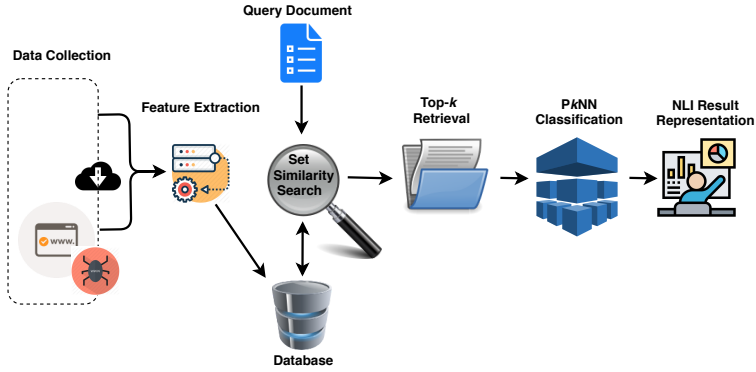 Query Document
Data Collection
Feature Extraction
Top-k
Retrieval
PkNN
Classification
NLI Result
Representation
Set
Similarity
Search
www.
Database